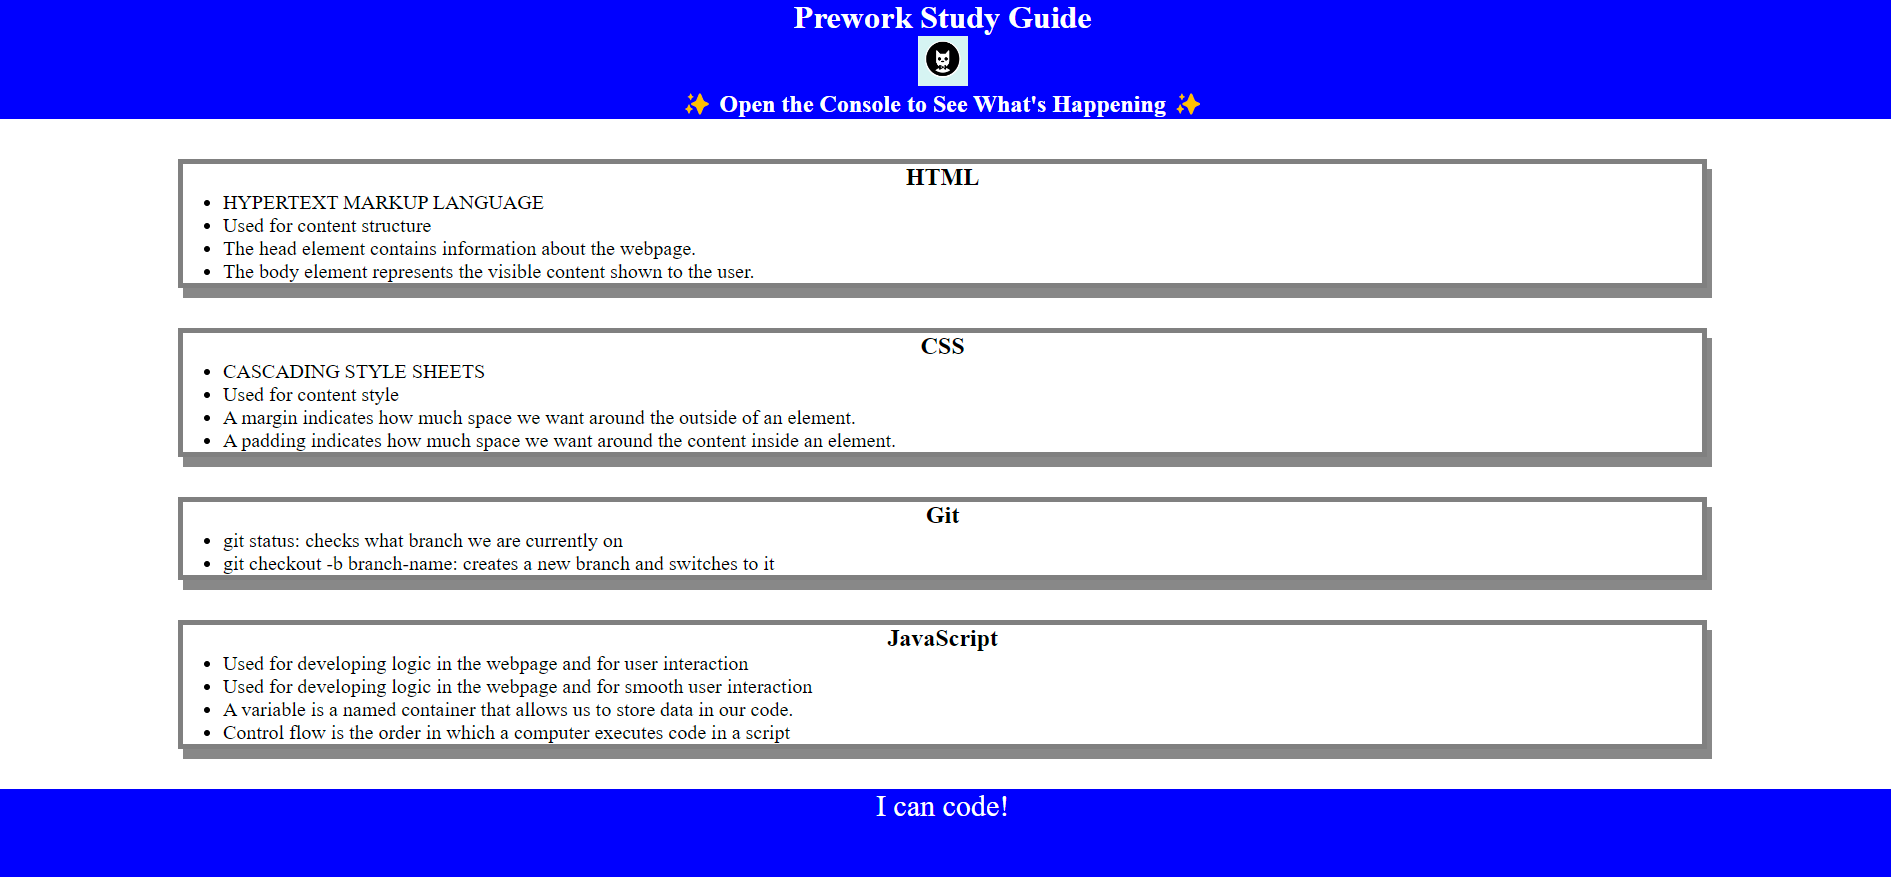 Prework Study Guide
✨ Open the Console to See What's Happening ✨
HTML
• HYPERTEXT MARKUP LANGUAGE
• Used for content structure
• The head element contains information about the webpage.
• The body element represents the visible content shown to the user.
CSS
• CASCADING STYLE SHEETS
• Used for content style
• A margin indicates how much space we want around the outside of an element.
• A padding indicates how much space we want around the content inside an element.
Git
• git status: checks what branch we are currently on
• git checkout -b branch-name: creates a new branch and switches to it
JavaScript
• Used for developing logic in the webpage and for user interaction
• Used for developing logic in the webpage and for smooth user interaction
• A variable is a named container that allows us to store data in our code.
• Control flow is the order in which a computer executes code in a script
I can code!